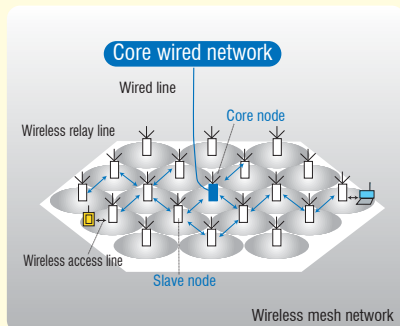 Core wired network
Wired line
Core node
Wireless relay line
Wireless access line
Slave node
Wireless mesh network